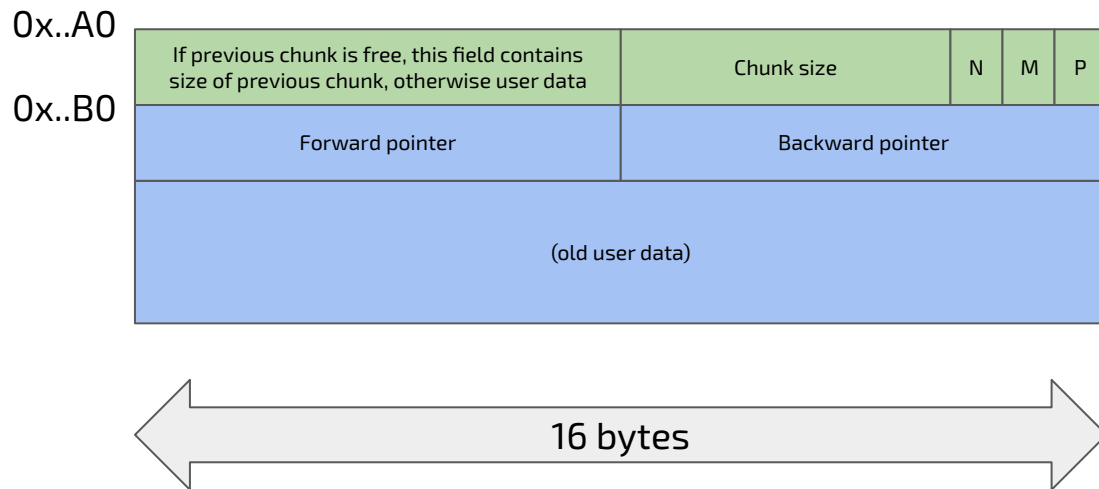 0x..A0
If previous chunk is free, this field contains
size of previous chunk, otherwise user data
Chunk size
N
M
P
0x..B0
Forward pointer
Backward pointer
(old user data)
16 bytes